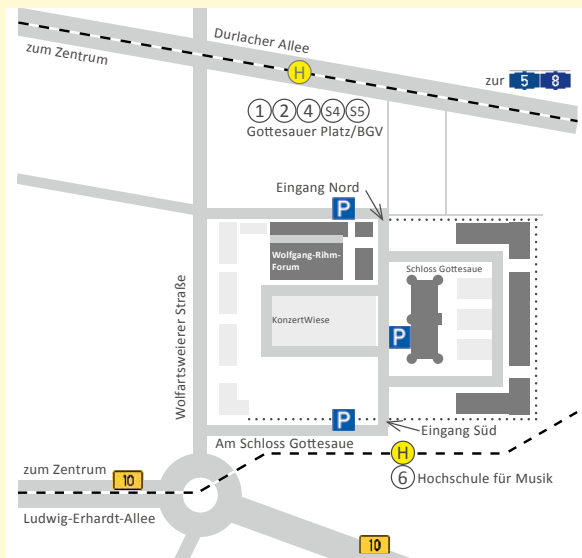 Durlacher Allee
zum Zentrum
H
zur 5 8
1 2 4 S4 S5
Gottesauer Platz/BGV
Eingang Nord
P
Wolfgang-Rihm-
Forum
Schloss Gottesaue
KonzertWiese
P
Wolfartsweierer Straße
P
Eingang Süd
Am Schloss Gottesaue
H
zum Zentrum
10
6 Hochschule für Musik
Ludwig-Erhardt-Allee
10